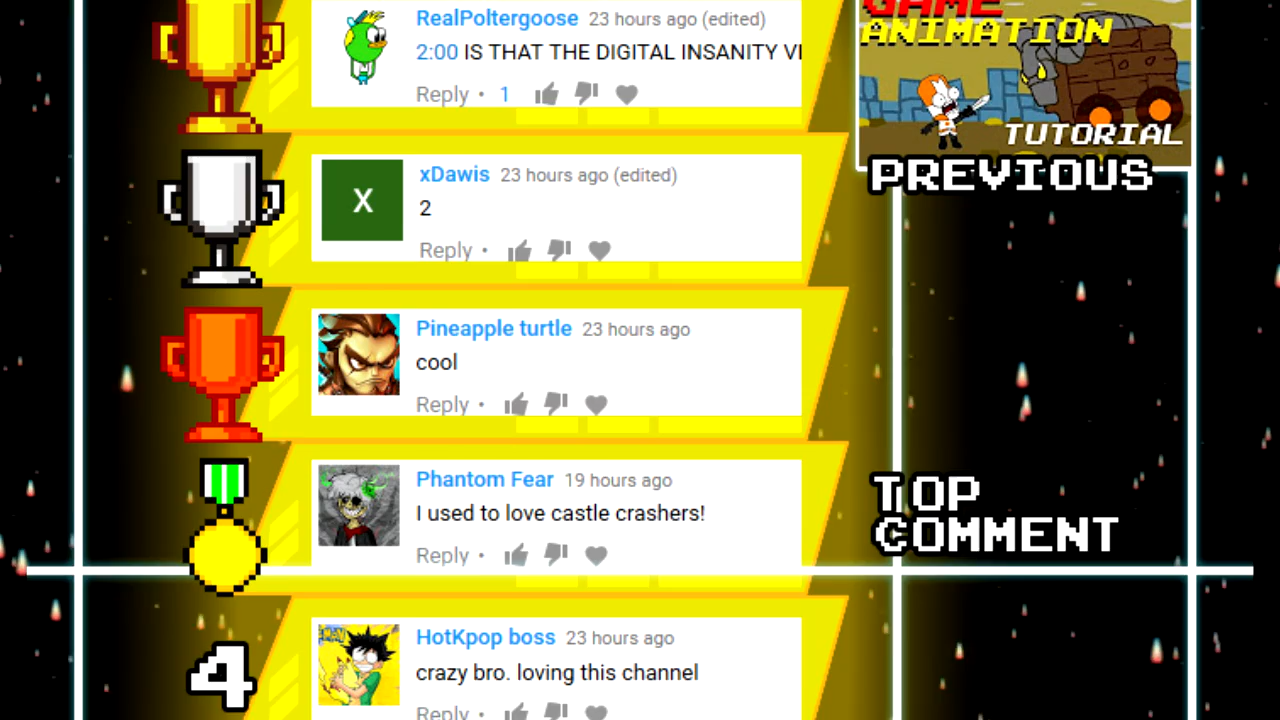 RealPoltergoose 23 hours ago (edited)
2:00 IS THAT THE DIGITAL INSANITY
Reply • 1
xDawis 23 hours ago (edited)
X
2
Reply •
Pineapple turtle 23 hours ago
cool
Reply •
Phantom Fear 19 hours ago
I used to love castle crashers!
Reply •
4
HotKpop boss 23 hours ago
crazy bro. loving this channel
Reply •
GAME
ANIMATION
TUTORIAL
PREVIOUS
TOP
COMMENT